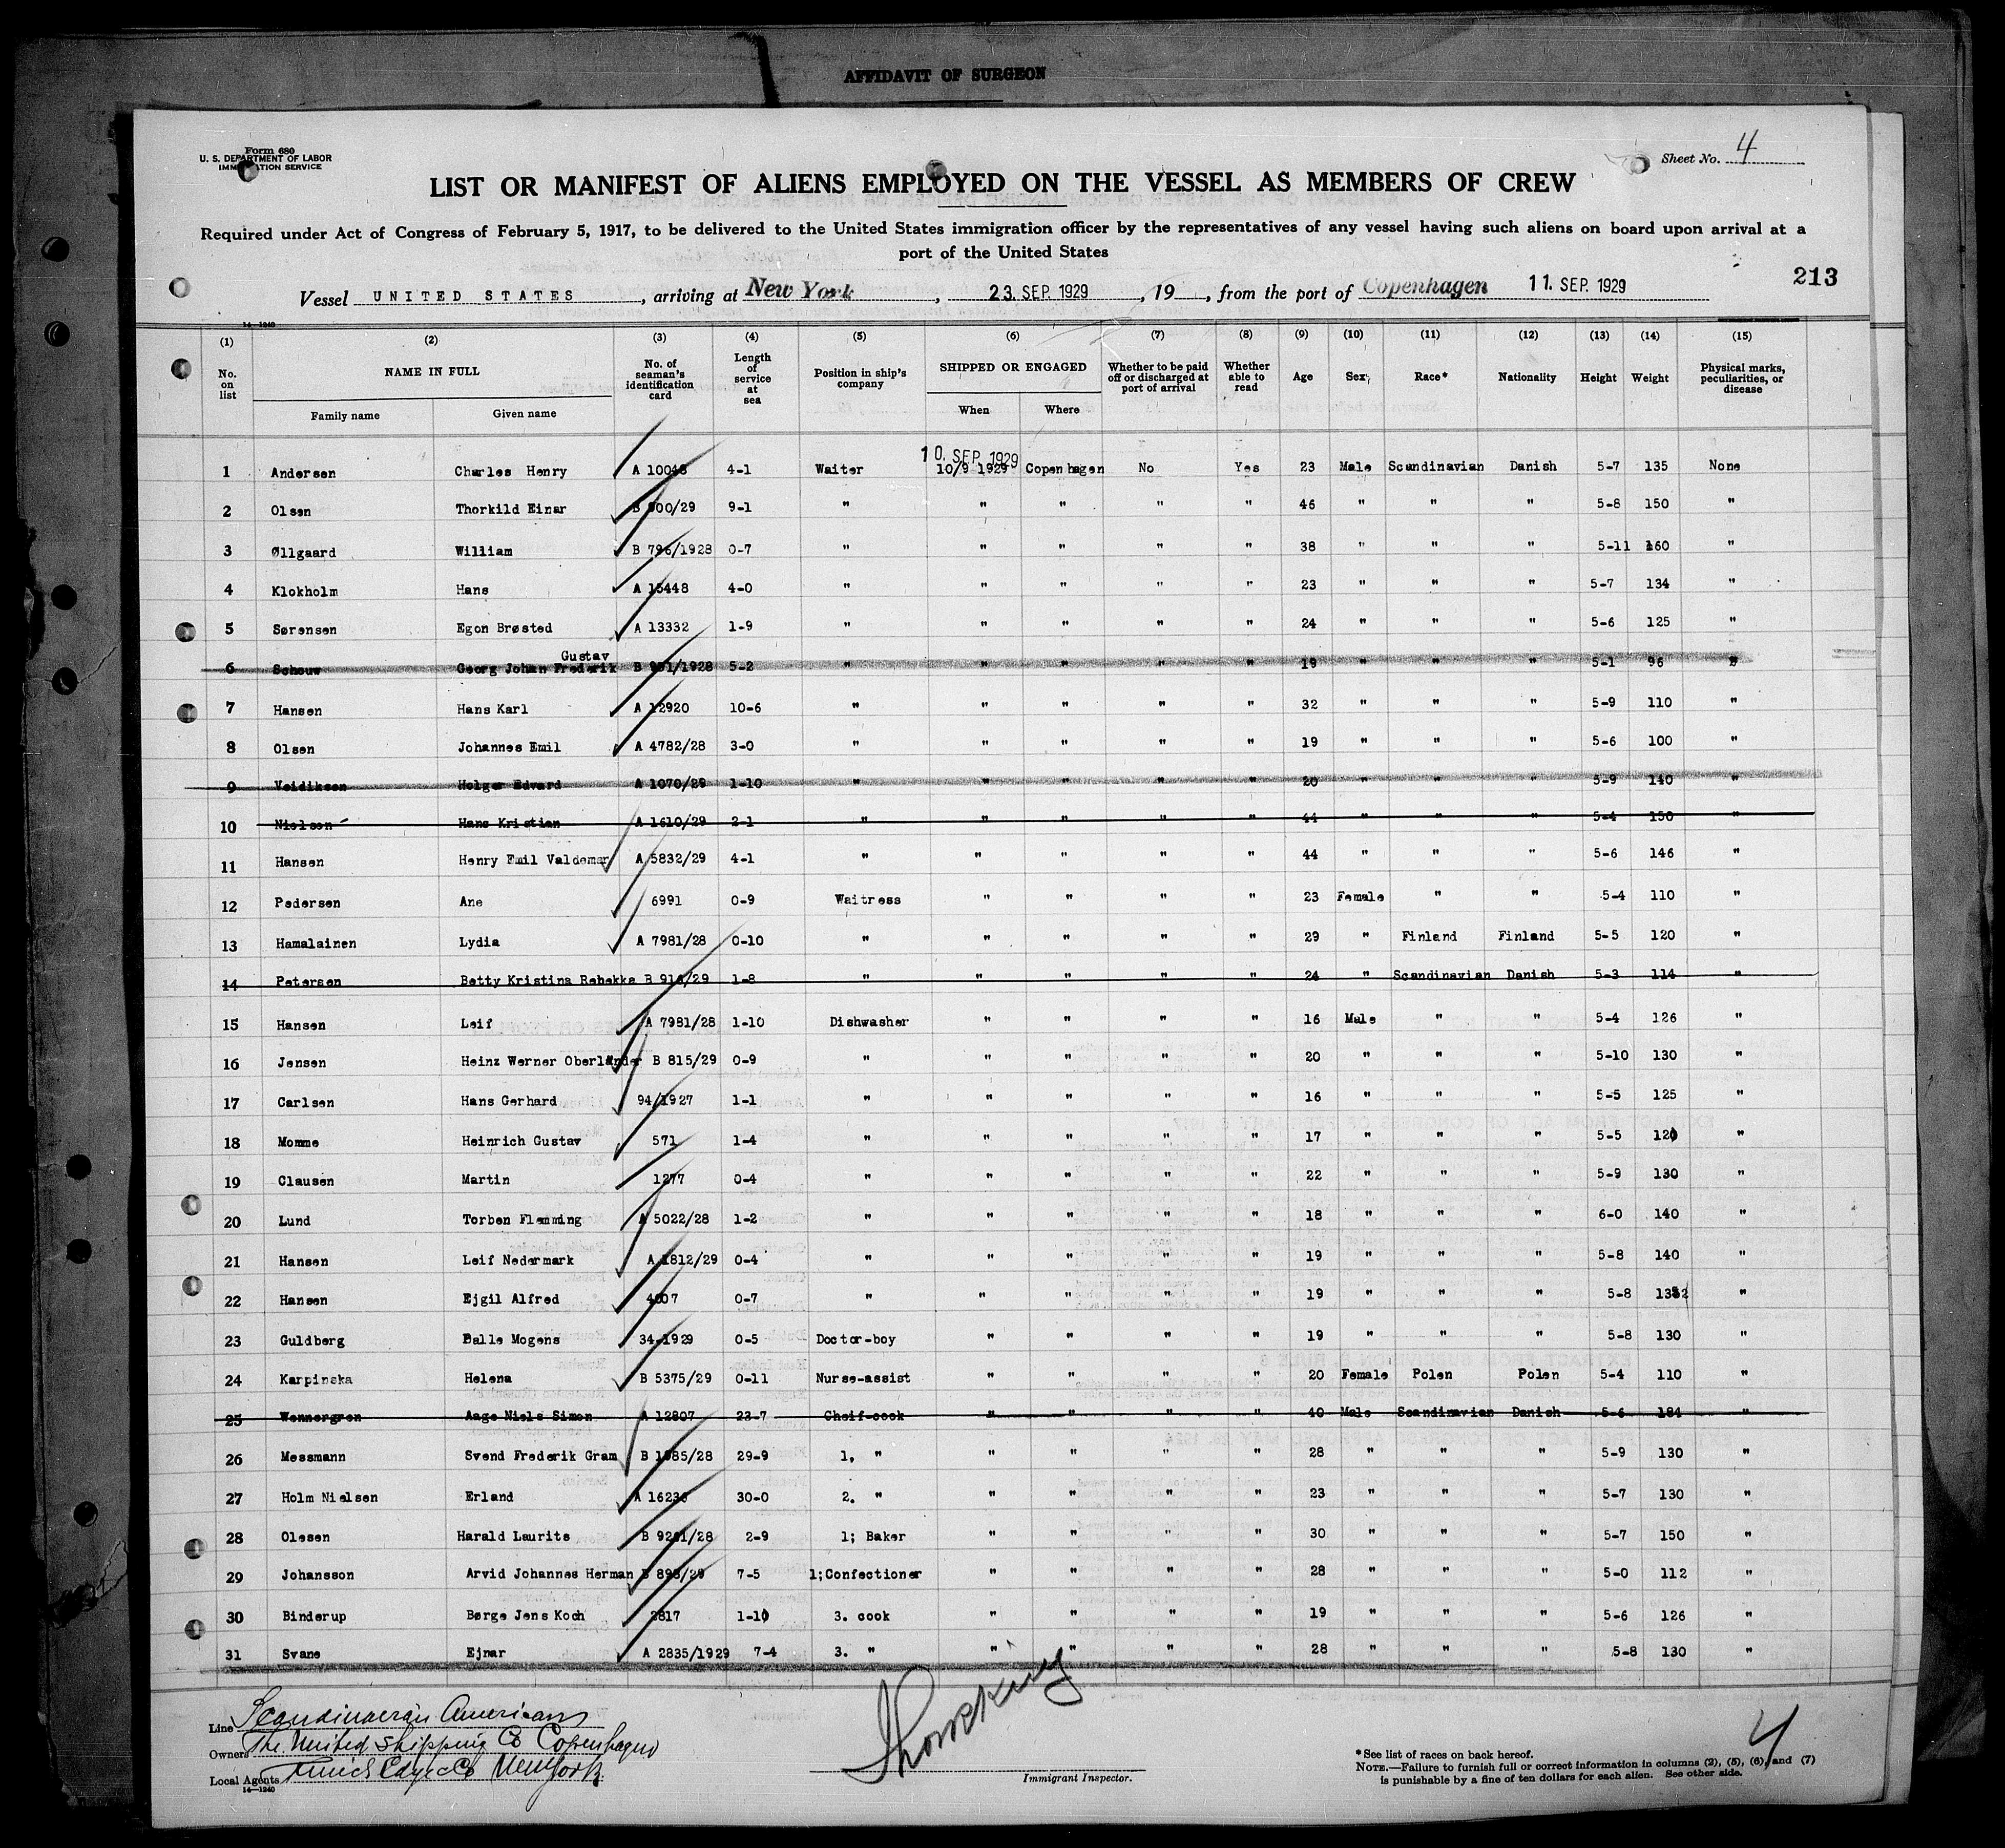 AFFIDAVIT OF SURGEON
Form 680
U. S. DEPARTMENT OF LABOR
IMMIGRATION SERVICE
Sheet No. 4
LIST OR MANIFEST OF ALIENS EMPLOYED ON THE VESSEL AS MEMBERS OF CREW
Required under Act of Congress of February 5, 1917, to be delivered to the United States immigration officer by the representatives of any vessel having such aliens on board upon arrival at a
port of the United States
213
Vessel UNITED STATES, arriving at New York, 23. SEP. 1929, 19 , from the port of Copenhagen 11. SEP. 1929
14—1240
(1) (2) (3) (4) (5) (6) (7) (8) (9) (10) (11) (12) (13) (14) (15)
No. on list NAME IN FULL Family name Given name No. of seaman's identification card Length of service at sea Position in ship's company SHIPPED OR ENGAGED When Where Whether to be paid off or discharged at port of arrival Whether able to read Age Sex Race* Nationality Height Weight Physical marks, peculiarities, or disease
10. SEP. 1929
1 Andersen Charles Henry A 10046 4-1 Waiter 10/9 1929 Copenhagen No Yes 23 Male Scandinavian Danish 5-7 135 None
2 Olsen Thorkild Einar B 900/29 9-1 " " " " " 46 " " " 5-8 150 "
3 Øllgaard William B 796/1928 0-7 " " " " " 38 " " " 5-11 160 "
4 Klokholm Hans A 15448 4-0 " " " " " 23 " " " 5-7 134 "
5 Sørensen Egon Brøsted A 13332 1-9 " " " " " 24 " " " 5-6 125 "
Gustav
6 Schouw Georg Johan Frederik B 951/1928 5-2 " " " " " 19 " " " 5-1 96 "
7 Hansen Hans Karl A 12920 10-6 " " " " " 32 " " " 5-9 110 "
8 Olsen Johannes Emil A 4782/28 3-0 " " " " " 19 " " " 5-6 100 "
9 Veidiksen Holger Edvard A 1070/29 1-10 " " " " " 20 " " " 5-9 140 "
10 Nielsen Hans Kristian A 1610/29 2-1 " " " " " 44 " " " 5-4 150 "
11 Hansen Henry Emil Valdemar A 5832/29 4-1 " " " " " 44 " " " 5-6 146 "
12 Pedersen Ane 6991 0-9 Waitress " " " " 23 Female " " 5-4 110 "
13 Hamalainen Lydia A 7981/28 0-10 " " " " " 29 " Finland Finland 5-5 120 "
14 Petersen Betty Kristina Rebekka B 916/29 1-8 " " " " " 24 " Scandinavian Danish 5-3 114 "
15 Hansen Leif A 7981/28 1-10 Dishwasher " " " " 16 Male " " 5-4 126 "
16 Jensen Heinz Werner Oberländer B 815/29 0-9 " " " " " 20 " " " 5-10 130 "
17 Carlsen Hans Gerhard 94/1927 1-1 " " " " " 16 " " " 5-5 125 "
18 Momme Heinrich Gustav 571 1-4 " " " " " 17 " " " 5-5 120 "
19 Clausen Martin 1277 0-4 " " " " " 22 " " " 5-9 130 "
20 Lund Torben Flemming A 5022/28 1-2 " " " " " 18 " " " 6-0 140 "
21 Hansen Leif Nedermark A 1812/29 0-4 " " " " " 19 " " " 5-8 140 "
22 Hansen Ejgil Alfred 4007 0-7 " " " " " 19 " " " 5-8 132 "
23 Guldberg Palle Mogens 34-1929 0-5 Doctor-boy " " " " 19 " " " 5-8 130 "
24 Karpinska Helena B 5375/29 0-11 Nurse-assist " " " " 20 Female Polen Polen 5-4 110 "
25 Wennergren Aage Niels Simon A 12807 23-7 Cheif-cook " " " " 40 Male Scandinavian Danish 5-6 184 "
26 Messmann Svend Frederik Gram B 1985/28 29-9 1, " " " " " 28 " " " 5-9 130 "
27 Holm Nielsen Erland A 16236 30-0 2. " " " " " 23 " " " 5-7 130 "
28 Olesen Harald Laurits B 9281/28 2-9 1; Baker " " " " 30 " " " 5-7 150 "
29 Johansson Arvid Johannes Herman B 898/29 7-5 1;Confectioner " " " " 28 " " " 5-0 112 "
30 Binderup Børge Jens Koch 2817 1-10 3. cook " " " " 19 " " " 5-6 126 "
31 Svane Ejnar A 2835/1929 7-4 3. " " " " " 28 " " " 5-8 130 "
Line Scandinavian American
Owners The United Shipping Co Copenhagen
Local Agents Funch Edye & Co New York.
14—1240
Immigrant Inspector.
4
*See list of races on back hereof.
NOTE.—Failure to furnish full or correct information in columns (2), (5), (6), and (7)
is punishable by a fine of ten dollars for each alien. See other side.